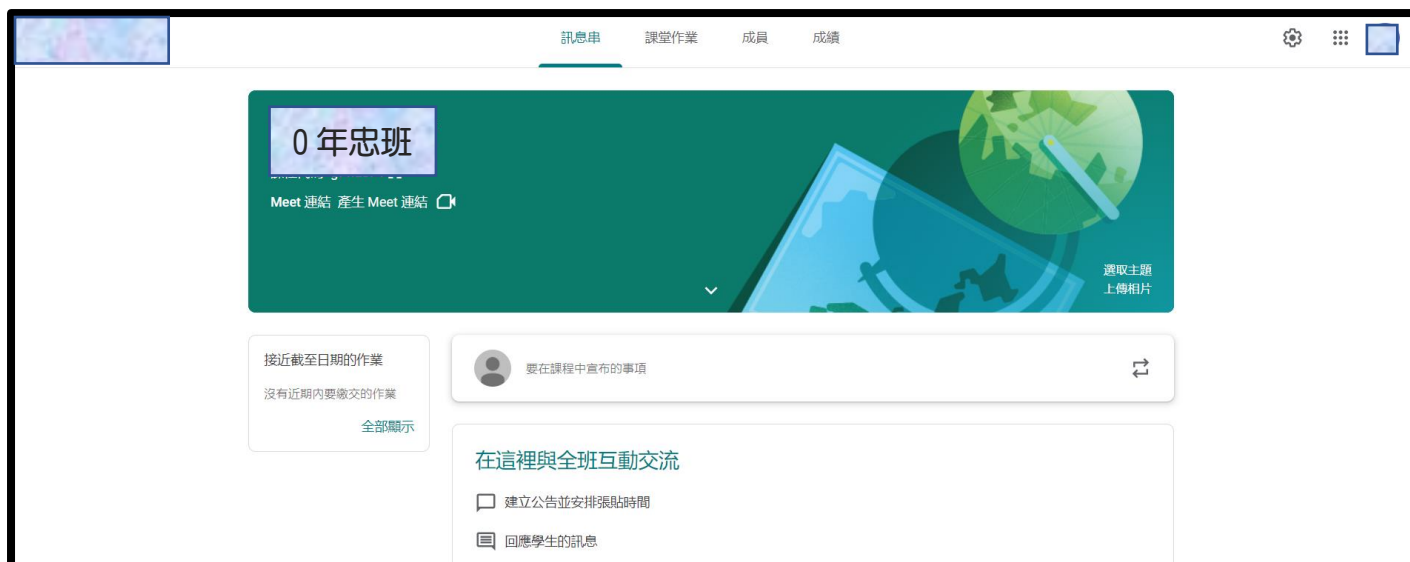 訊息串 課堂作業 成員 成績
0 年忠班
Meet 連結 產生 Meet 連結
選取主題
上傳相片
接近截至日期的作業
沒有近期內要繳交的作業
全部顯示
要在課程中宣布的事項
在這裡與全班互動交流
建立公告並安排張貼時間
回應學生的訊息